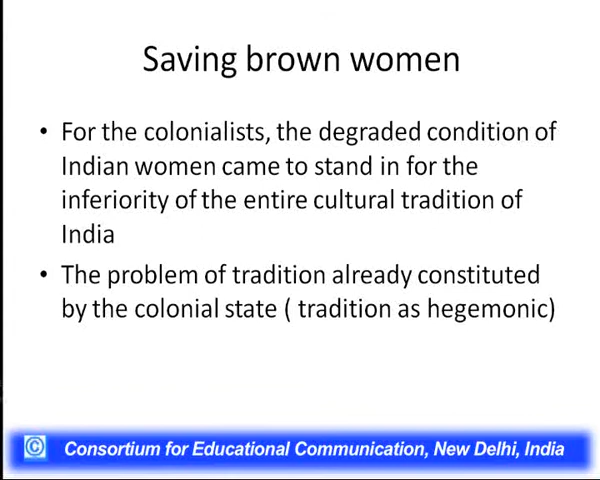 Saving brown women
• For the colonialists, the degraded condition of
Indian women came to stand in for the
inferiority of the entire cultural tradition of
India
• The problem of tradition already constituted
by the colonial state ( tradition as hegemonic)
© Consortium for Educational Communication, New Delhi, India